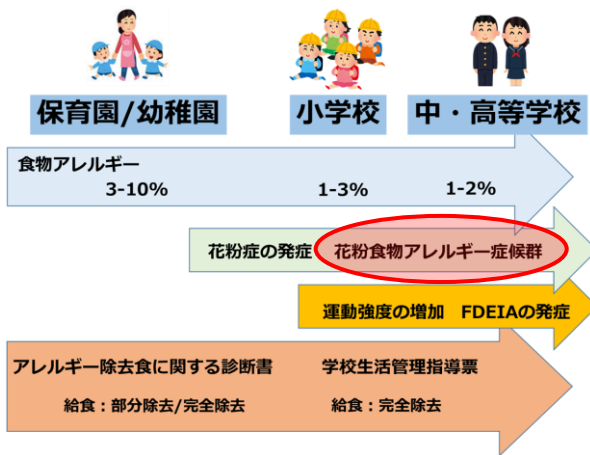 保育園/幼稚園 小学校 中・高等学校
食物アレルギー
3-10% 1-3% 1-2%
花粉症の発症 花粉食物アレルギー症候群
運動強度の増加 FDEIAの発症
アレルギー除去食に関する診断書 学校生活管理指導票
給食：部分除去/完全除去 給食：完全除去